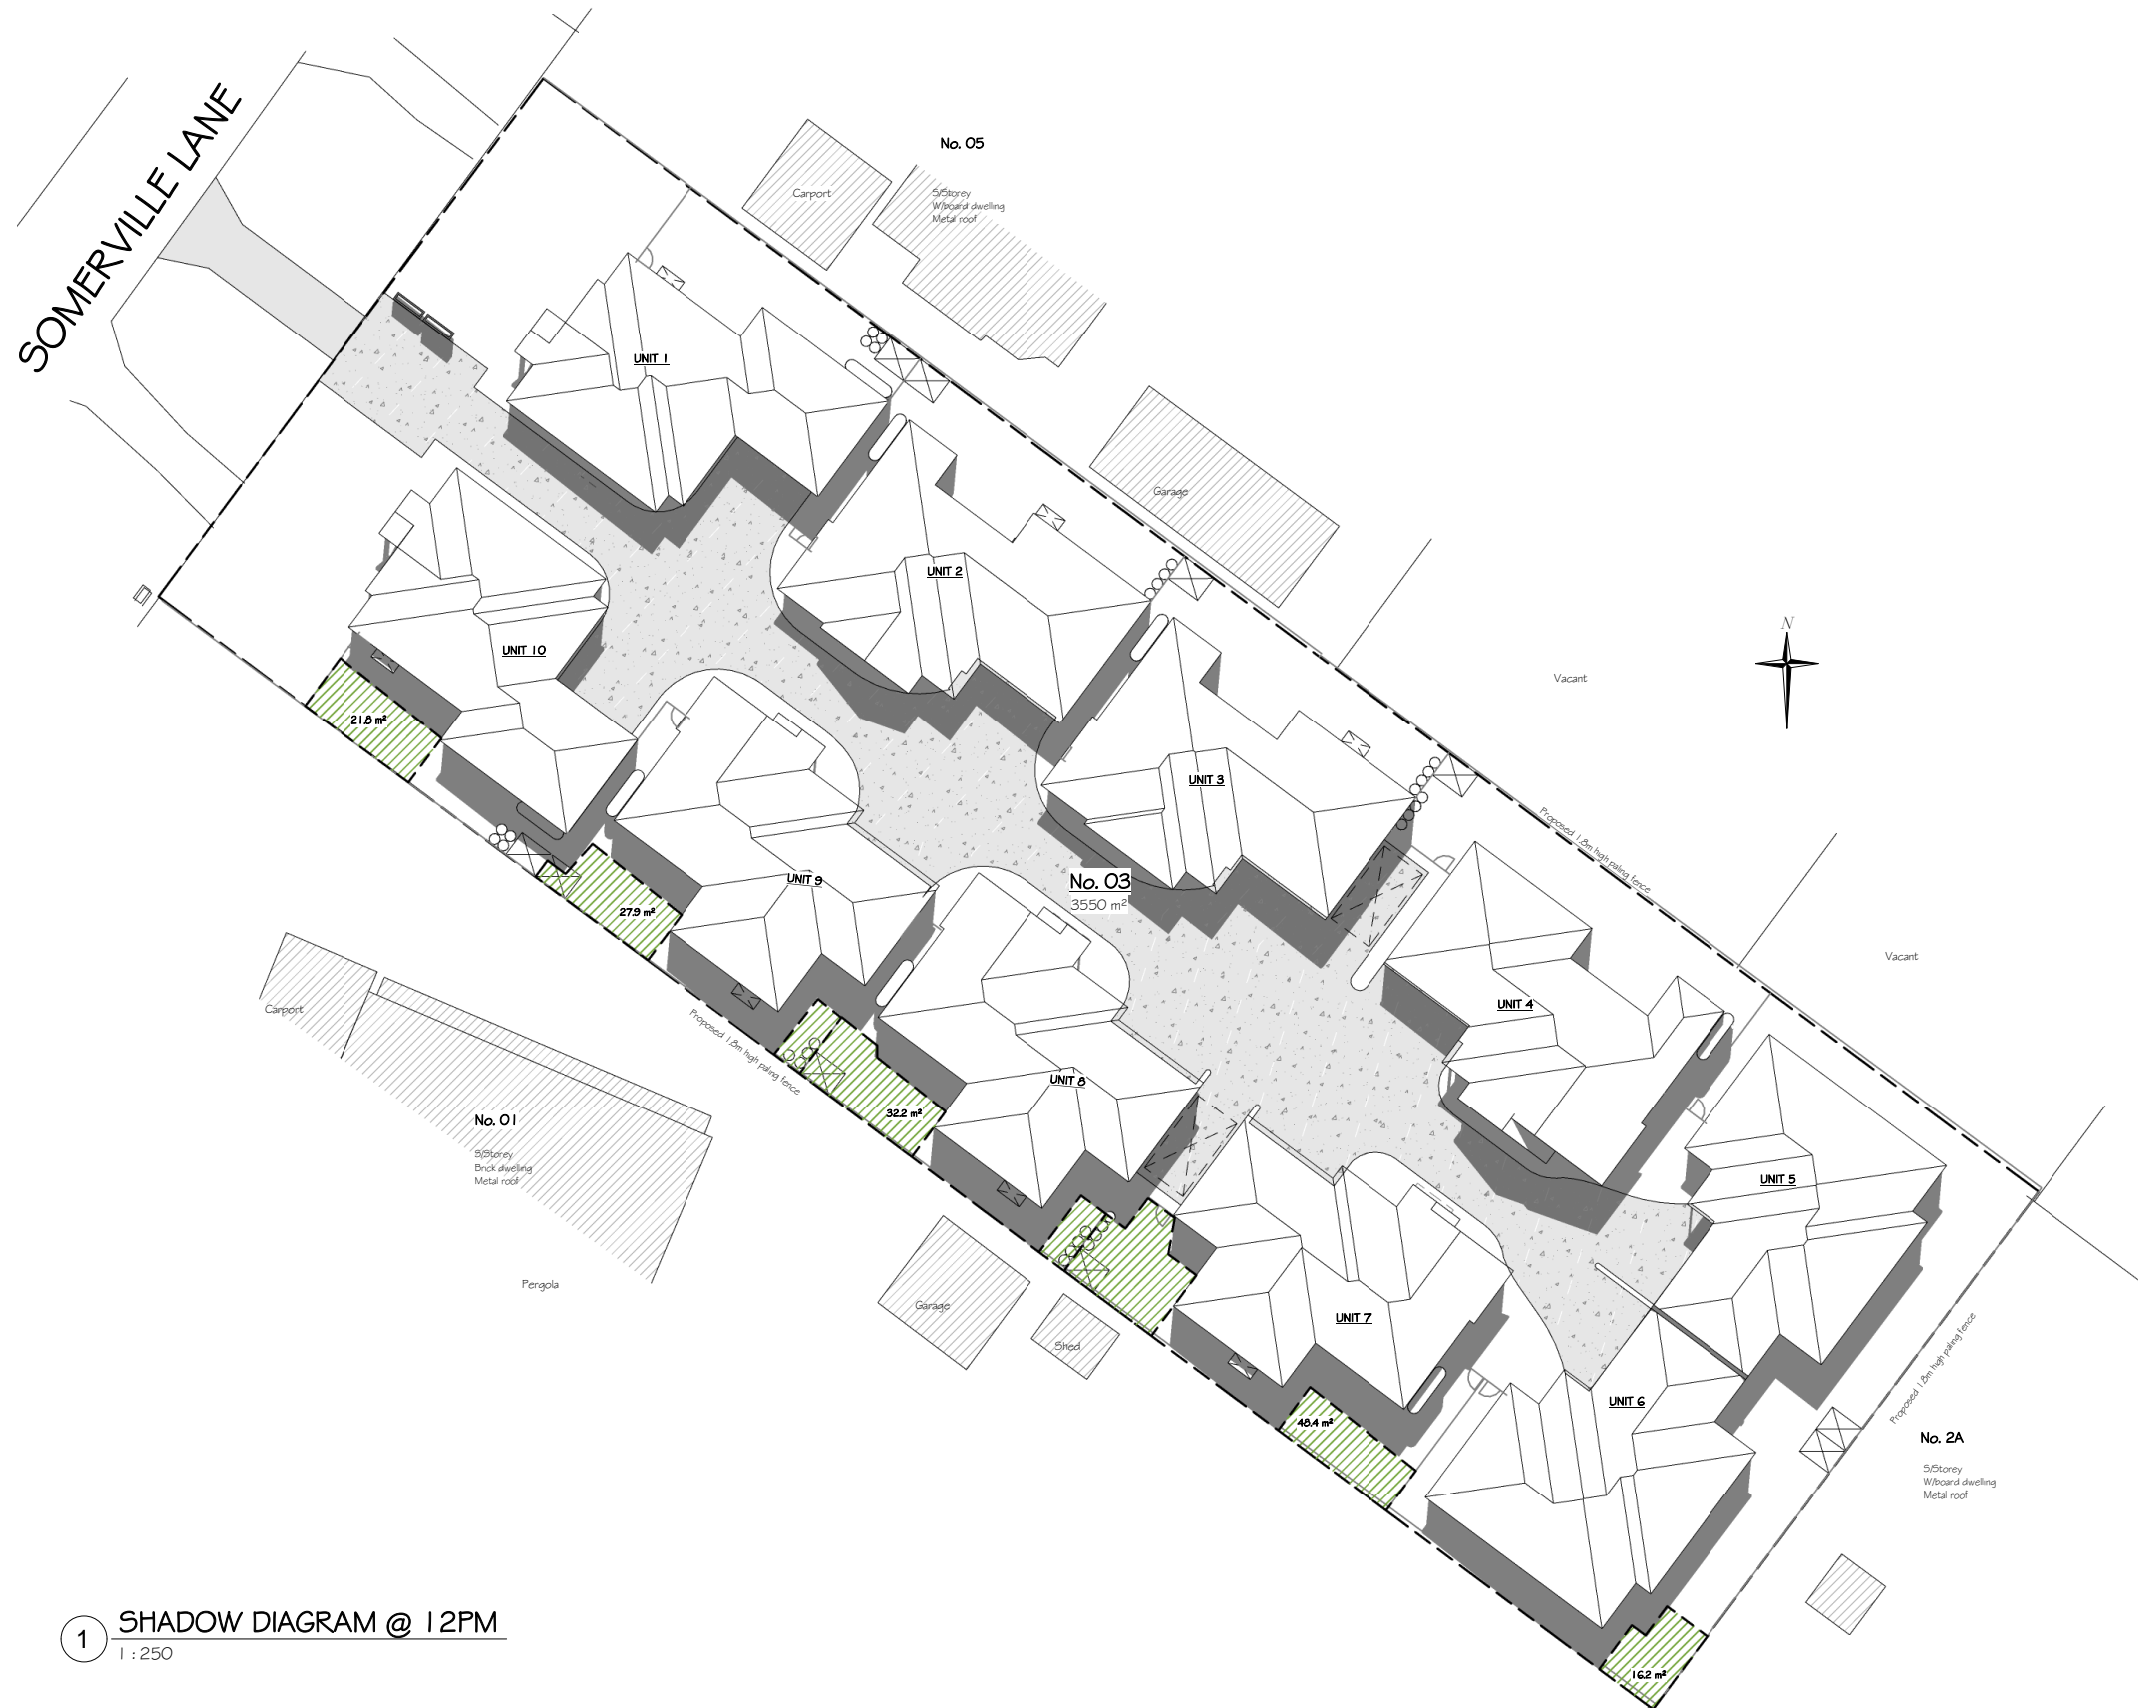 SOMERVILLE LANE
No. 05
Carport
S/Storey
W/board dwelling
Metal roof
UNIT 1
Garage
UNIT 2
N
UNIT 10
Vacant
21.8 m²
UNIT 3
Proposed 1.8m high paling fence
No. 03
3550 m²
UNIT 9
27.9 m²
Vacant
UNIT 4
Carport
Proposed 1.8m high paling fence
UNIT 8
32.2 m²
No. 01
S/Storey
Brick dwelling
Metal roof
UNIT 5
Pergola
Garage
UNIT 7
Shed
Proposed 1.8m high paling fence
UNIT 6
48.4 m²
No. 2A
S/Storey
W/board dwelling
Metal roof
1
SHADOW DIAGRAM @ 12PM
1 : 250
16.2 m²